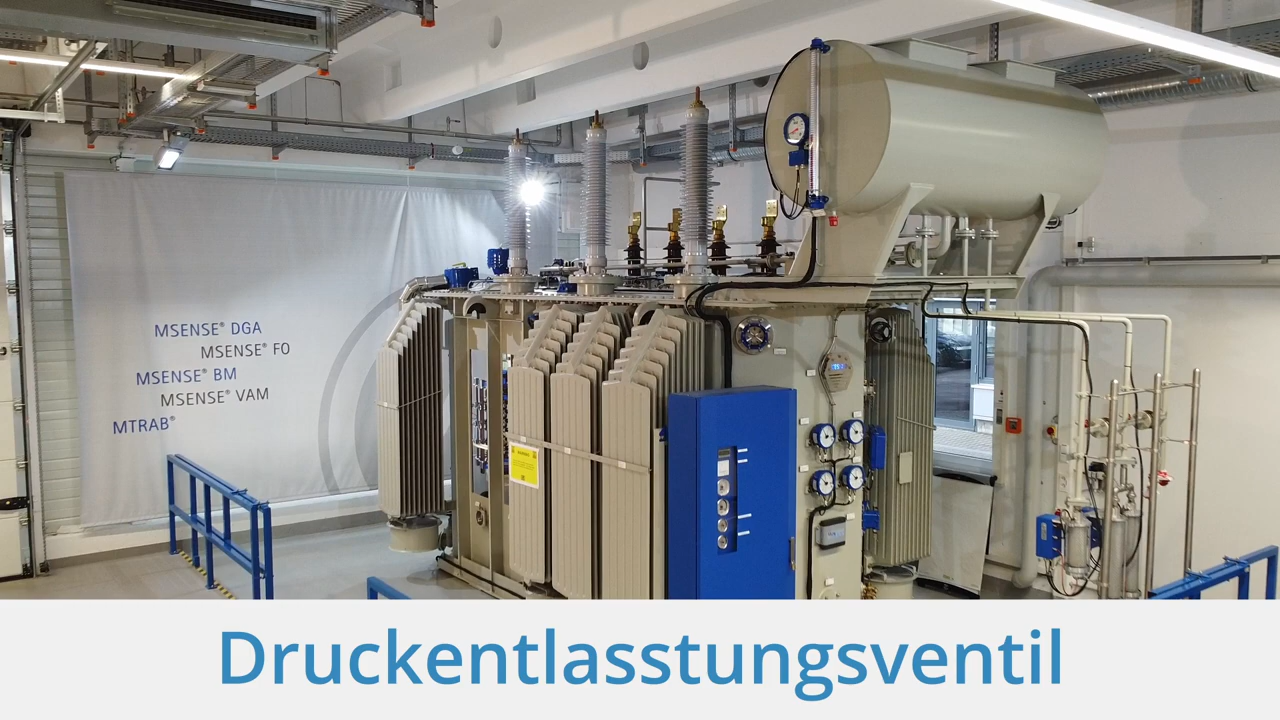 MSENSE® DGA
MSENSE® FO
MSENSE® BM
MSENSE® VAM
MTRAB®
Druckentlasstungsventil